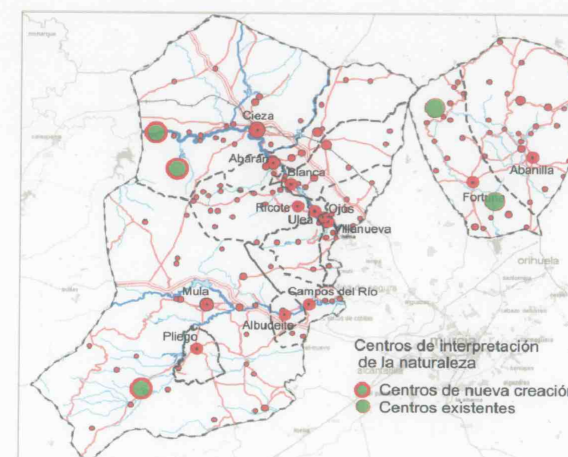 Cieza
Abarán
Blanca
Ricote
Ojós
Ulea
Villanueva
Abanilla
Fortuna
orihuela
Mula
Campos del Río
Albudeite
Pliego
Centros de interpretación
de la naturaleza
Centros de nueva creación
Centros existentes